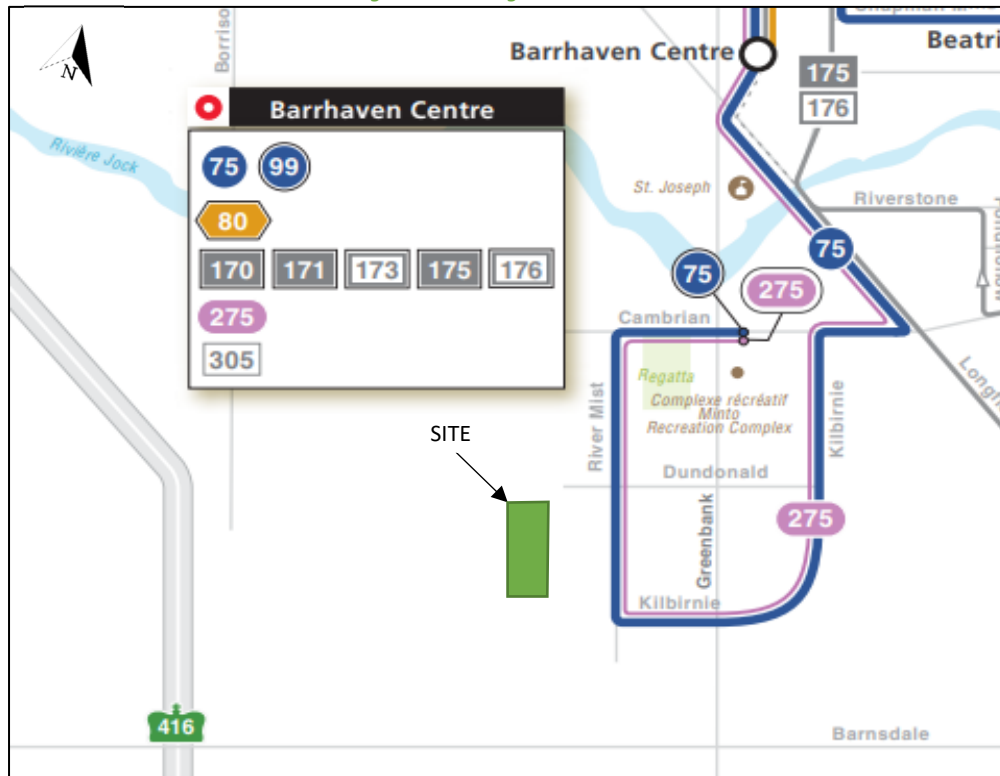 Barrhaven Centre
Beatri
175
176
N
Borriso
Rivière Jock
Barrhaven Centre
75 99
80
170 171 173 175 176
275
305
St. Joseph
Riverstone
75
75
275
Cambrian
Regatta
Complexe récréatif
Minto
Recreation Complex
River Mist
Kilbirnie
Longfi
SITE
Dundonald
Greenbank
275
Kilbirnie
416
Barnsdale